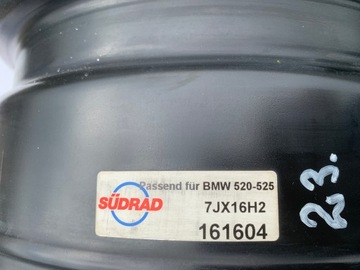 Passend für BMW 520-525
SÜDRAD
7JX16H2
161604
23.